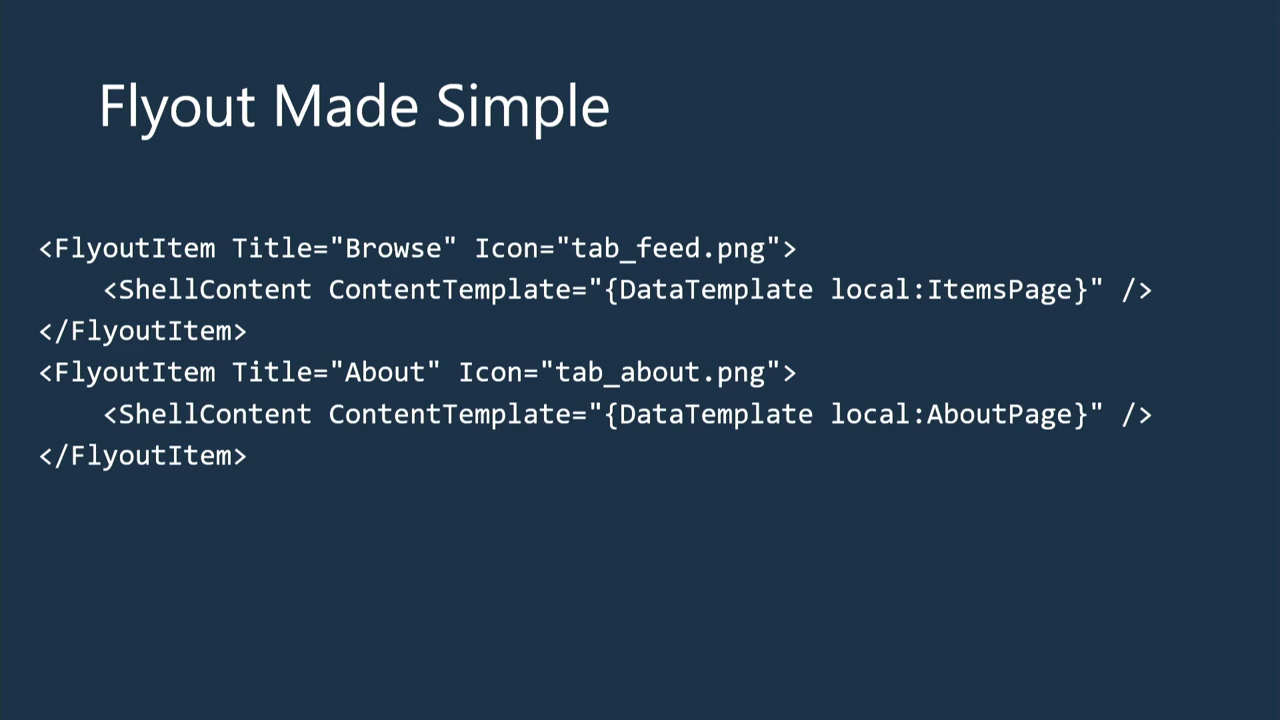 Flyout Made Simple
<FlyoutItem Title="Browse" Icon="tab_feed.png">
    <ShellContent ContentTemplate="{DataTemplate local:ItemsPage}" />
</FlyoutItem>
<FlyoutItem Title="About" Icon="tab_about.png">
    <ShellContent ContentTemplate="{DataTemplate local:AboutPage}" />
</FlyoutItem>